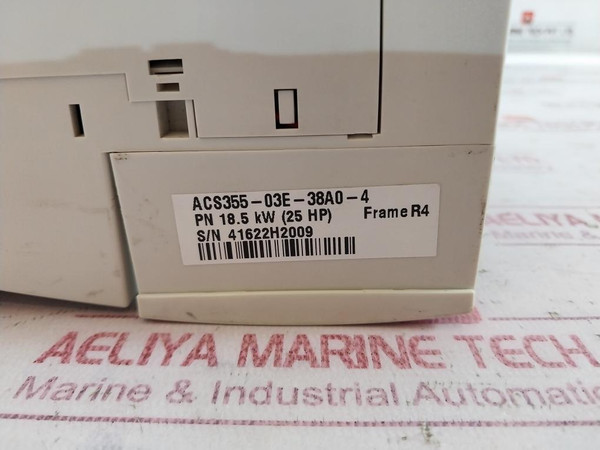 ACS355-03E-38A0-4
PN 18.5 kW (25 HP) Frame R4
S/N 41622H2009
AELIYA MARINE TECH
Marine & Industrial Automation